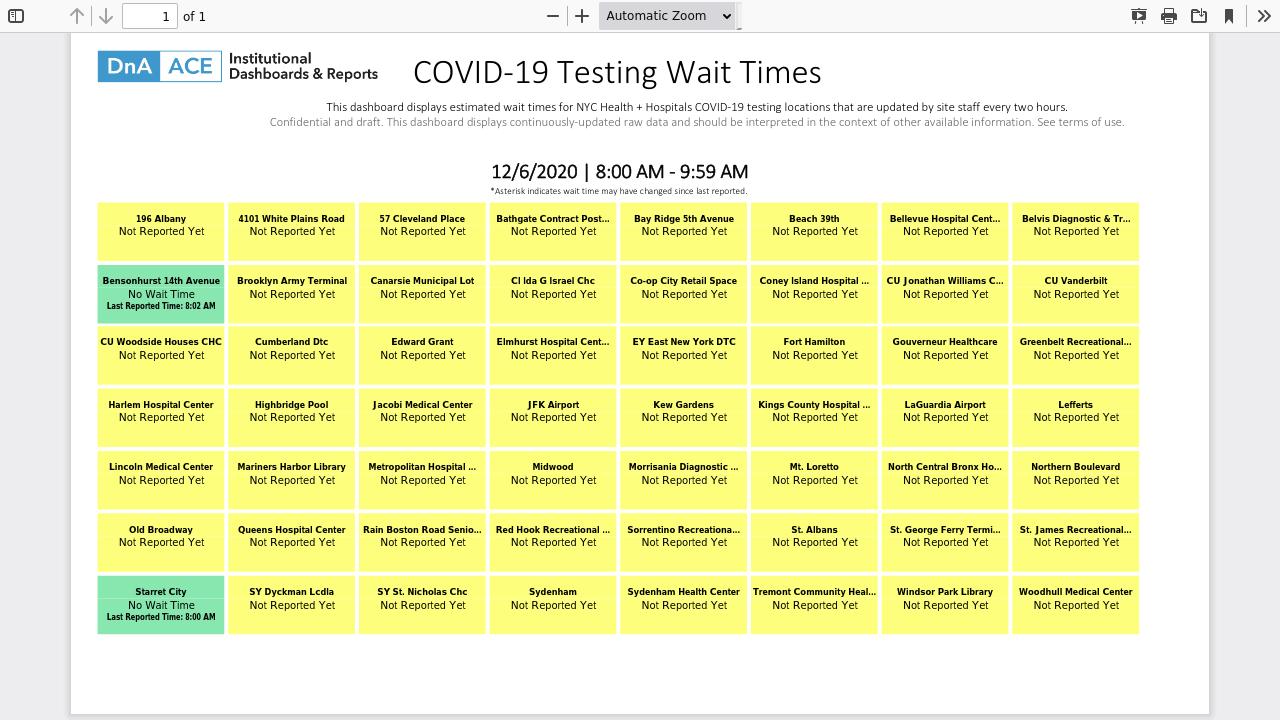 1 of 1
Automatic Zoom
DnA ACE Institutional
Dashboards & Reports
COVID-19 Testing Wait Times
This dashboard displays estimated wait times for NYC Health + Hospitals COVID-19 testing locations that are updated by site staff every two hours.
Confidential and draft. This dashboard displays continuously-updated raw data and should be interpreted in the context of other available information. See terms of use.
12/6/2020 | 8:00 AM - 9:59 AM
*Asterisk indicates wait time may have changed since last reported.
196 Albany
Not Reported Yet
4101 White Plains Road
Not Reported Yet
57 Cleveland Place
Not Reported Yet
Bathgate Contract Post...
Not Reported Yet
Bay Ridge 5th Avenue
Not Reported Yet
Beach 39th
Not Reported Yet
Bellevue Hospital Cent...
Not Reported Yet
Belvis Diagnostic & Tr...
Not Reported Yet
Bensonhurst 14th Avenue
No Wait Time
Last Reported Time: 8:02 AM
Brooklyn Army Terminal
Not Reported Yet
Canarsie Municipal Lot
Not Reported Yet
CI Ida G Israel Chc
Not Reported Yet
Co-op City Retail Space
Not Reported Yet
Coney Island Hospital ...
Not Reported Yet
CU Jonathan Williams C...
Not Reported Yet
CU Vanderbilt
Not Reported Yet
CU Woodside Houses CHC
Not Reported Yet
Cumberland Dtc
Not Reported Yet
Edward Grant
Not Reported Yet
Elmhurst Hospital Cent...
Not Reported Yet
EY East New York DTC
Not Reported Yet
Fort Hamilton
Not Reported Yet
Gouverneur Healthcare
Not Reported Yet
Greenbelt Recreational...
Not Reported Yet
Harlem Hospital Center
Not Reported Yet
Highbridge Pool
Not Reported Yet
Jacobi Medical Center
Not Reported Yet
JFK Airport
Not Reported Yet
Kew Gardens
Not Reported Yet
Kings County Hospital ...
Not Reported Yet
LaGuardia Airport
Not Reported Yet
Lefferts
Not Reported Yet
Lincoln Medical Center
Not Reported Yet
Mariners Harbor Library
Not Reported Yet
Metropolitan Hospital ...
Not Reported Yet
Midwood
Not Reported Yet
Morrisania Diagnostic ...
Not Reported Yet
Mt. Loretto
Not Reported Yet
North Central Bronx Ho...
Not Reported Yet
Northern Boulevard
Not Reported Yet
Old Broadway
Not Reported Yet
Queens Hospital Center
Not Reported Yet
Rain Boston Road Senio...
Not Reported Yet
Red Hook Recreational ...
Not Reported Yet
Sorrentino Recreationa...
Not Reported Yet
St. Albans
Not Reported Yet
St. George Ferry Termi...
Not Reported Yet
St. James Recreational...
Not Reported Yet
Starret City
No Wait Time
Last Reported Time: 8:00 AM
SY Dyckman Lcdla
Not Reported Yet
SY St. Nicholas Chc
Not Reported Yet
Sydenham
Not Reported Yet
Sydenham Health Center
Not Reported Yet
Tremont Community Heal...
Not Reported Yet
Windsor Park Library
Not Reported Yet
Woodhull Medical Center
Not Reported Yet